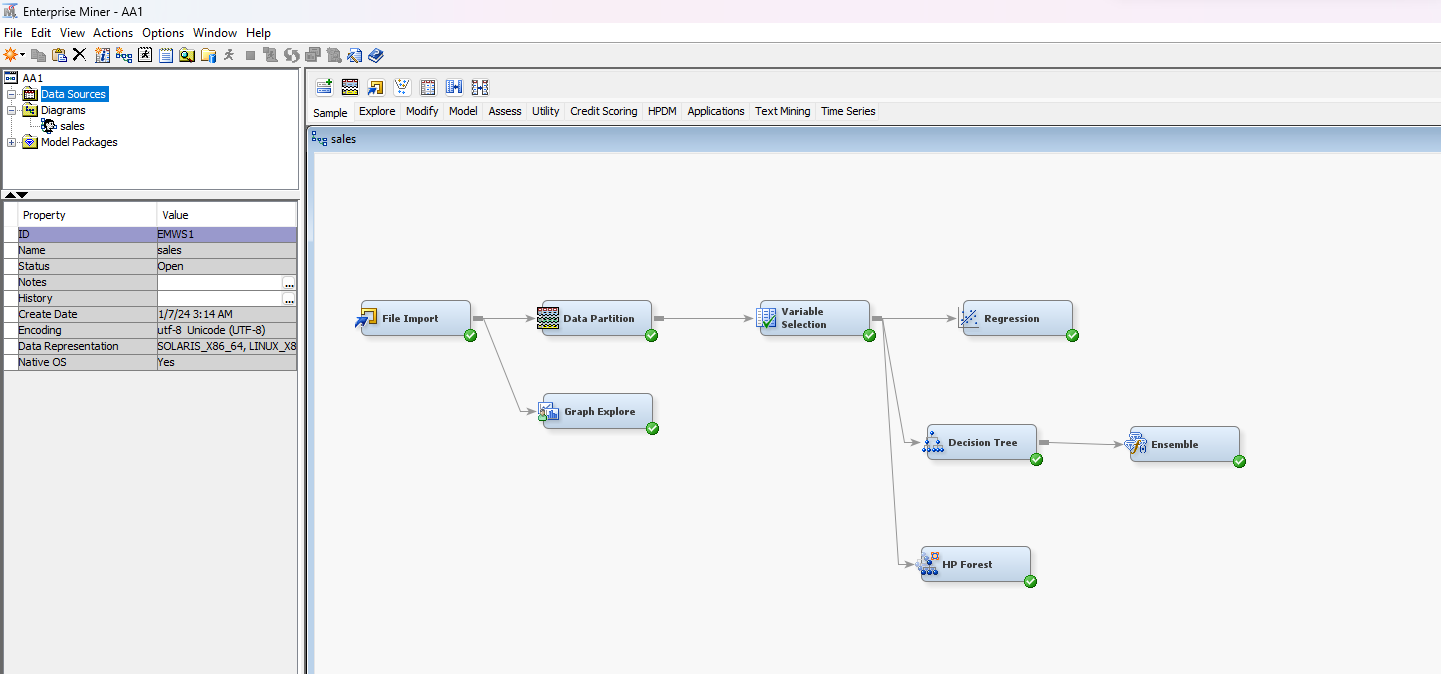 Enterprise Miner - AA1
File Edit View Actions Options Window Help
AA1
Data Sources
Diagrams
sales
Model Packages
Property Value
ID EMWS1
Name sales
Status Open
Notes ...
History ...
Create Date 1/7/24 3:14 AM
Encoding utf-8 Unicode (UTF-8)
Data Representation SOLARIS_X86_64, LINUX_X8
Native OS Yes
Sample Explore Modify Model Assess Utility Credit Scoring HPDM Applications Text Mining Time Series
sales
File Import
Data Partition
Variable
Selection
Regression
Graph Explore
Decision Tree
Ensemble
HP Forest